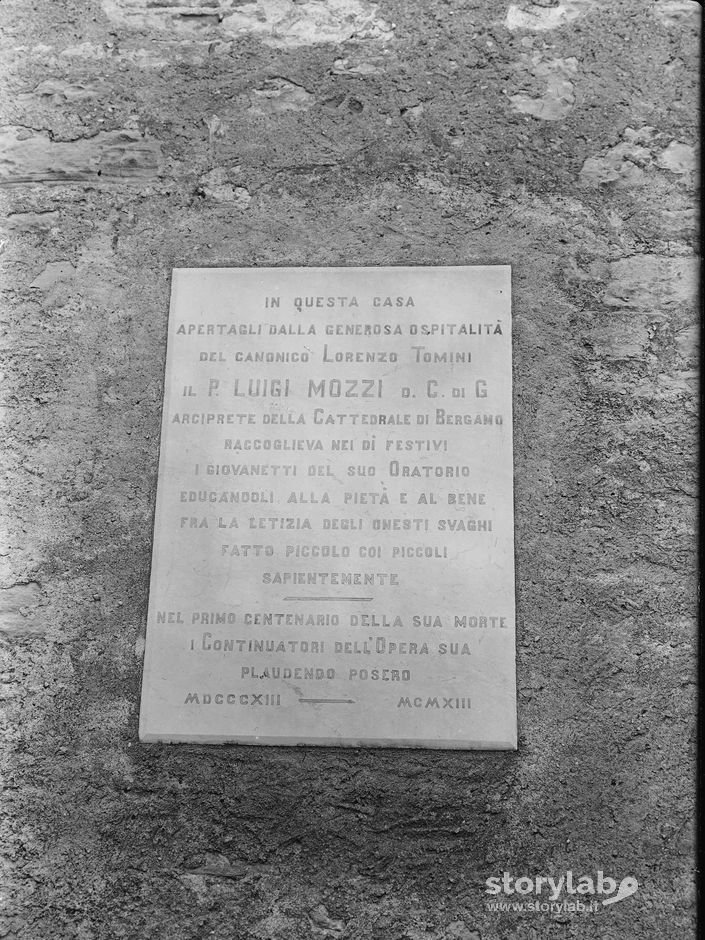 IN QUESTA CASA
APERTAGLI DALLA GENEROSA OSPITALITÀ
DEL CANONICO LORENZO TOMINI
IL P. LUIGI MOZZI D. C. DI G
ARCIPRETE DELLA CATTEDRALE DI BERGAMO
RACCOGLIEVA NEI DÌ FESTIVI
I GIOVANETTI DEL SUO ORATORIO
EDUCANDOLI ALLA PIETÀ E AL BENE
FRA LA LETIZIA DEGLI ONESTI SVAGHI
FATTO PICCOLO COI PICCOLI
SAPIENTEMENTE
NEL PRIMO CENTENARIO DELLA SUA MORTE
I CONTINUATORI DELL'OPERA SUA
PLAUDENDO POSERO
MDCCCXIII — MCMXIII
storylab
www.storylab.it